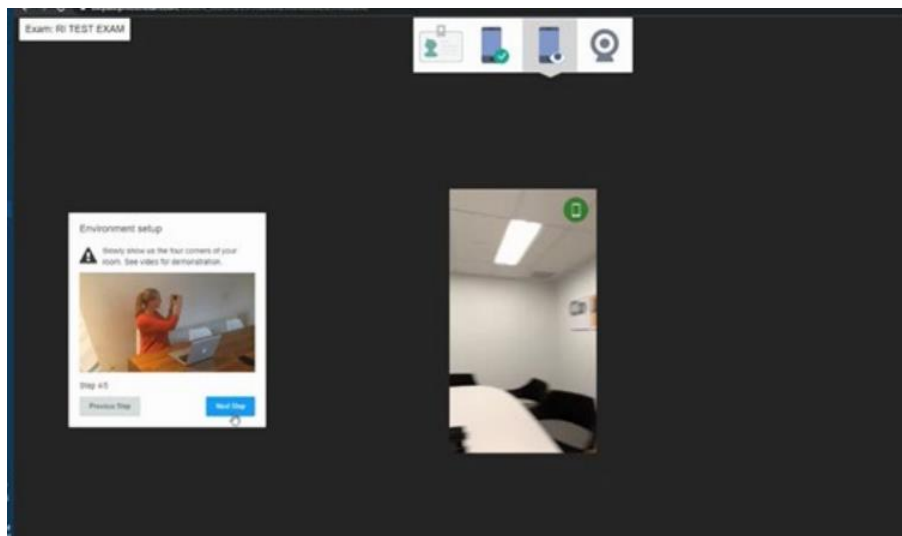 Exam: RI TEST EXAM
Environment setup
Slowly show us the four corners of your
room. See video for demonstration.
Step 4/5
Previous Step
Next Step